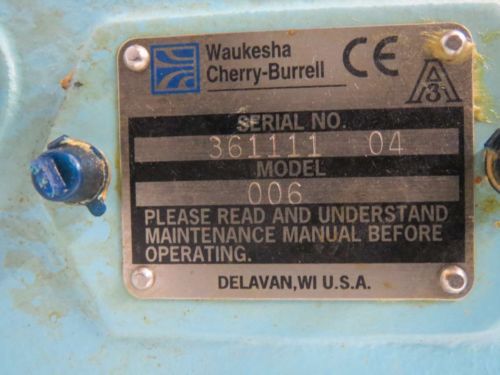 Waukesha
Cherry-Burrell
CE
A
3
SERIAL NO.
361111 04
MODEL
006
PLEASE READ AND UNDERSTAND
MAINTENANCE MANUAL BEFORE
OPERATING.
DELAVAN,WI U.S.A.